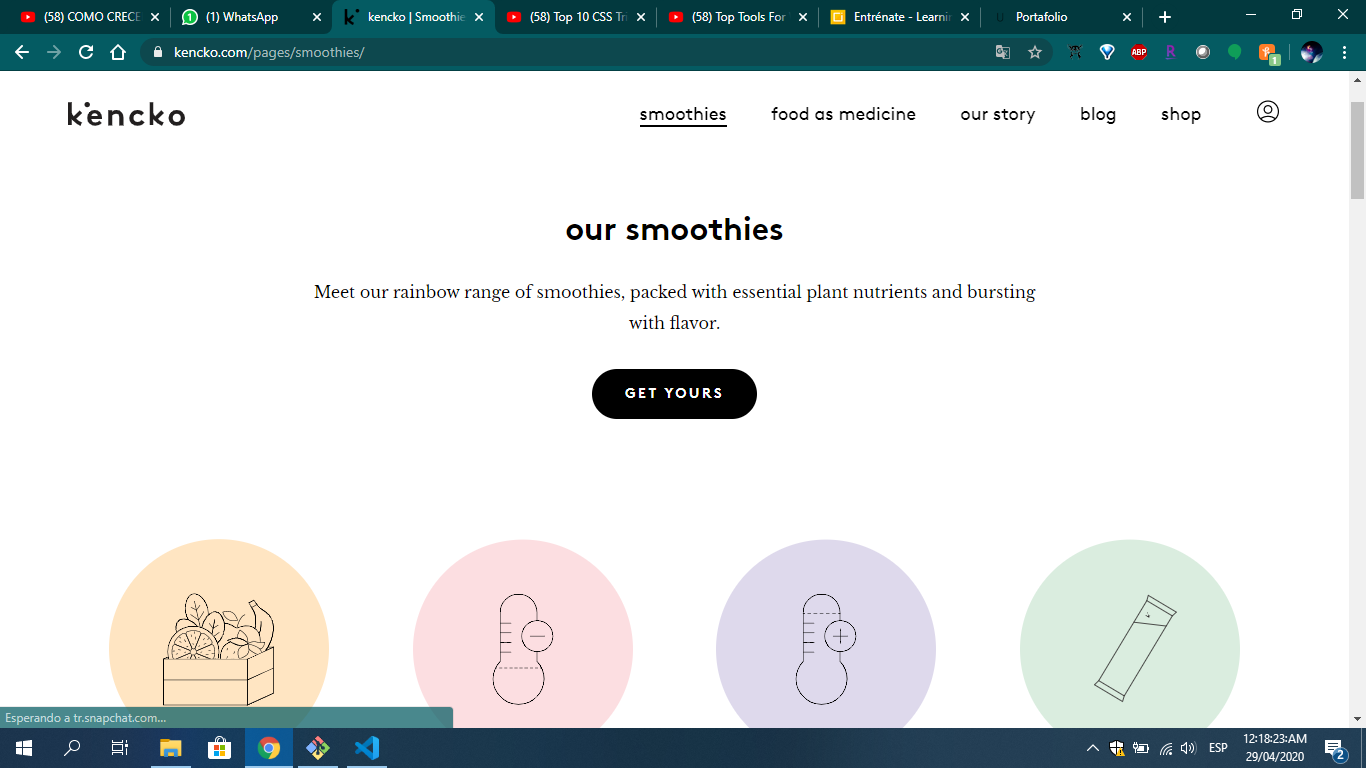 (58) COMO CRECE
(1) WhatsApp
kencko | Smoothie
(58) Top 10 CSS Tri
(58) Top Tools For
Entrénate - Learni
Portafolio
kencko.com/pages/smoothies/
ABP
R
1
kencko
smoothies
food as medicine
our story
blog
shop
our smoothies
Meet our rainbow range of smoothies, packed with essential plant nutrients and bursting
with flavor.
GET YOURS
Esperando a tr.snapchat.com...
ESP
12:18:23:AM
29/04/2020
2